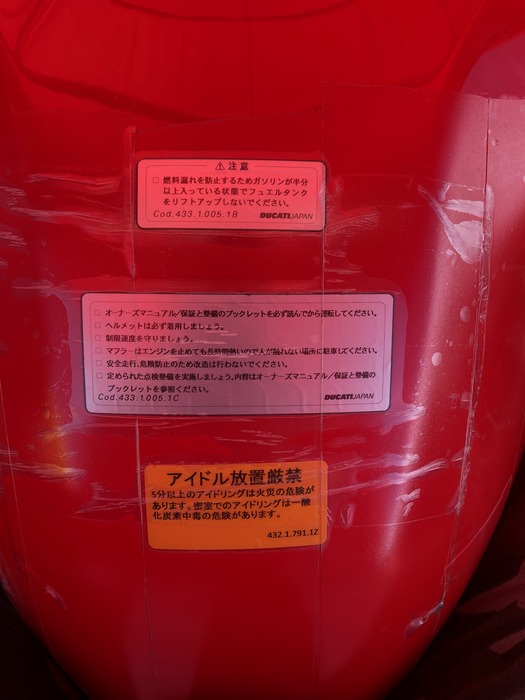 ⚠ 注意
□ 燃料漏れを防止するためガソリンが半分
以上入っている状態でフュエルタンク
をリフトアップしないでください。
Cod.433.1.005.1B DUCATIJAPAN
□ オーナーズマニュアル/保証と整備のブックレットを必ず読んでから運転してください。
□ ヘルメットは必ず着用しましょう。
□ 制限速度を守りましょう。
□ マフラーはエンジンを止めても長時間熱いので人が触れない場所に駐車してください。
□ 安全走行、危険防止のため改造は行わないでください。
□ 定められた点検整備を実施しましょう。内容はオーナーズマニュアル/保証と整備の
ブックレットを参照ください。
Cod.433.1.005.1C DUCATIJAPAN
アイドル放置厳禁
5分以上のアイドリングは火災の危険が
あります。密室でのアイドリングは一酸
化炭素中毒の危険があります。
432.1.791.1Z